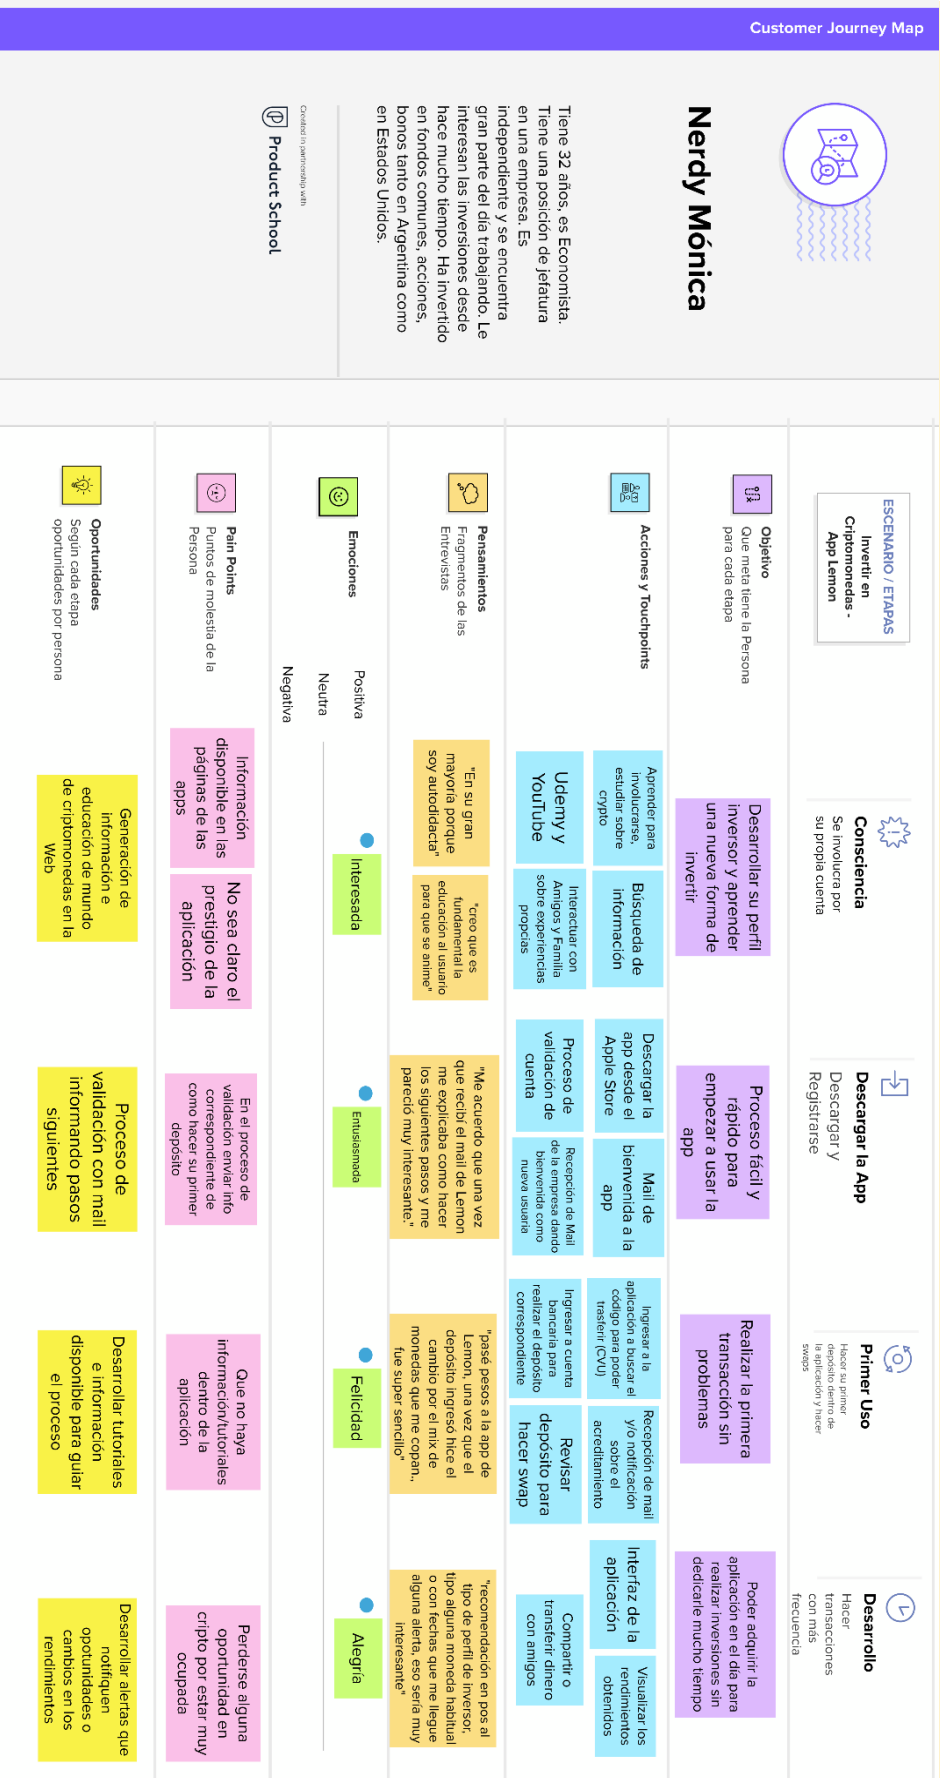 Customer Journey Map
Nerdy Mónica
Tiene 32 años, es Economista.
Tiene una posición de jefatura
en una empresa. Es
independiente y se encuentra
gran parte del día trabajando. Le
interesan las inversiones desde
hace mucho tiempo. Ha invertido
en fondos comunes, acciones,
bonos tanto en Argentina como
en Estados Unidos.
Created in partnership with
Product School
ESCENARIO / ETAPAS
Invertir en
Criptomonedas -
App Lemon
Consciencia
Se involucra por
su propia cuenta
Descargar la App
Descargar y
Registrarse
Primer Uso
Hacer su primer
depósito dentro de
la aplicación y hacer
swaps
Desarrollo
Hacer
transacciones
con más
frecuencia
Objetivo
Que meta tiene la Persona
para cada etapa
Desarrollar su perfil
inversor y aprender
una nueva forma de
invertir
Proceso fácil y
rápido para
empezar a usar la
app
Realizar la primera
transacción sin
problemas
Poder adquirir la
aplicación en el día para
realizar inversiones sin
dedicarle mucho tiempo
Acciones y Touchpoints
Aprender para
involucrarse,
estudiar sobre
crypto
Búsqueda de
información
Udemy y
YouTube
Interactuar con
Amigos y Familia
sobre experiencias
propcias
Descargar la
app desde el
Apple Store
Mail de
bienvenida a la
app
Proceso de
validación de
cuenta
Recepción de Mail
de la empresa dando
bienvenida como
nueva usuaria
Ingresar a la
aplicación a buscar el
código para poder
trasferir (CVU)
Recepción de mail
y/o notificación
sobre el
acreditamiento
Ingresar a cuenta
bancaria para
realizar el depósito
correspondiente
Revisar
depósito para
hacer swap
Interfaz de la
aplicación
Visualizar los
rendimientos
obtenidos
Compartir o
transferir dinero
con amigos
Pensamientos
Fragmentos de las
Entrevistas
"En su gran
mayoría porque
soy autodidacta"
"creo que es
fundamental la
educación al usuario
para que se anime"
"Me acuerdo que una vez
que recibí el mail de Lemon
me explicaba como hacer
los siguientes pasos y me
pareció muy interesante."
"pasé pesos a la app de
Lemon, una vez que el
depósito ingresó hice el
cambio por el mix de
monedas que me copan.,
fue super sencillo"
"recomendación en pos al
tipo de perfil de inversor,
tipo alguna moneda habitual
o con fechas que me llegue
alguna alerta, eso sería muy
interesante"
Emociones
Positiva
Neutra
Negativa
Interesada
Entusiasmada
Felicidad
Alegría
Pain Points
Puntos de molestia de la
Persona
Información
disponible en las
páginas de las
apps
No sea claro el
prestigio de la
aplicación
En el proceso de
validación enviar info
correspondiente de
como hacer su primer
depósito
Que no haya
información/tutoriales
dentro de la
aplicación
Perderse alguna
oportunidad en
cripto por estar muy
ocupada
Oportunidades
Según cada etapa
oportunidades por persona
Generación de
información e
educación de mundo
de criptomonedas en la
Web
Proceso de
validación con mail
informando pasos
siguientes
Desarrollar tutoriales
e información
disponible para guiar
el proceso
Desarrollar alertas que
notifiquen
opotunidades o
cambios en los
rendimientos